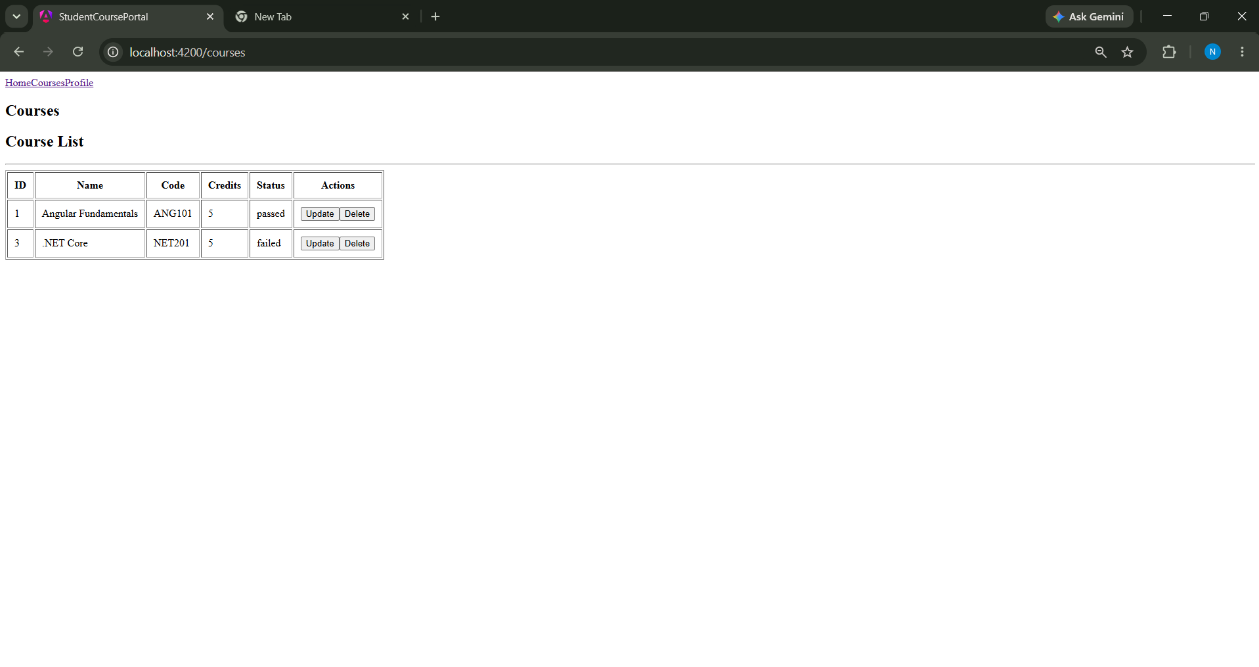 StudentCoursePortal New Tab Ask Gemini
localhost:4200/courses N
HomeCoursesProfile
Courses
Course List
ID Name Code Credits Status Actions
1 Angular Fundamentals ANG101 5 passed Update Delete
3 .NET Core NET201 5 failed Update Delete